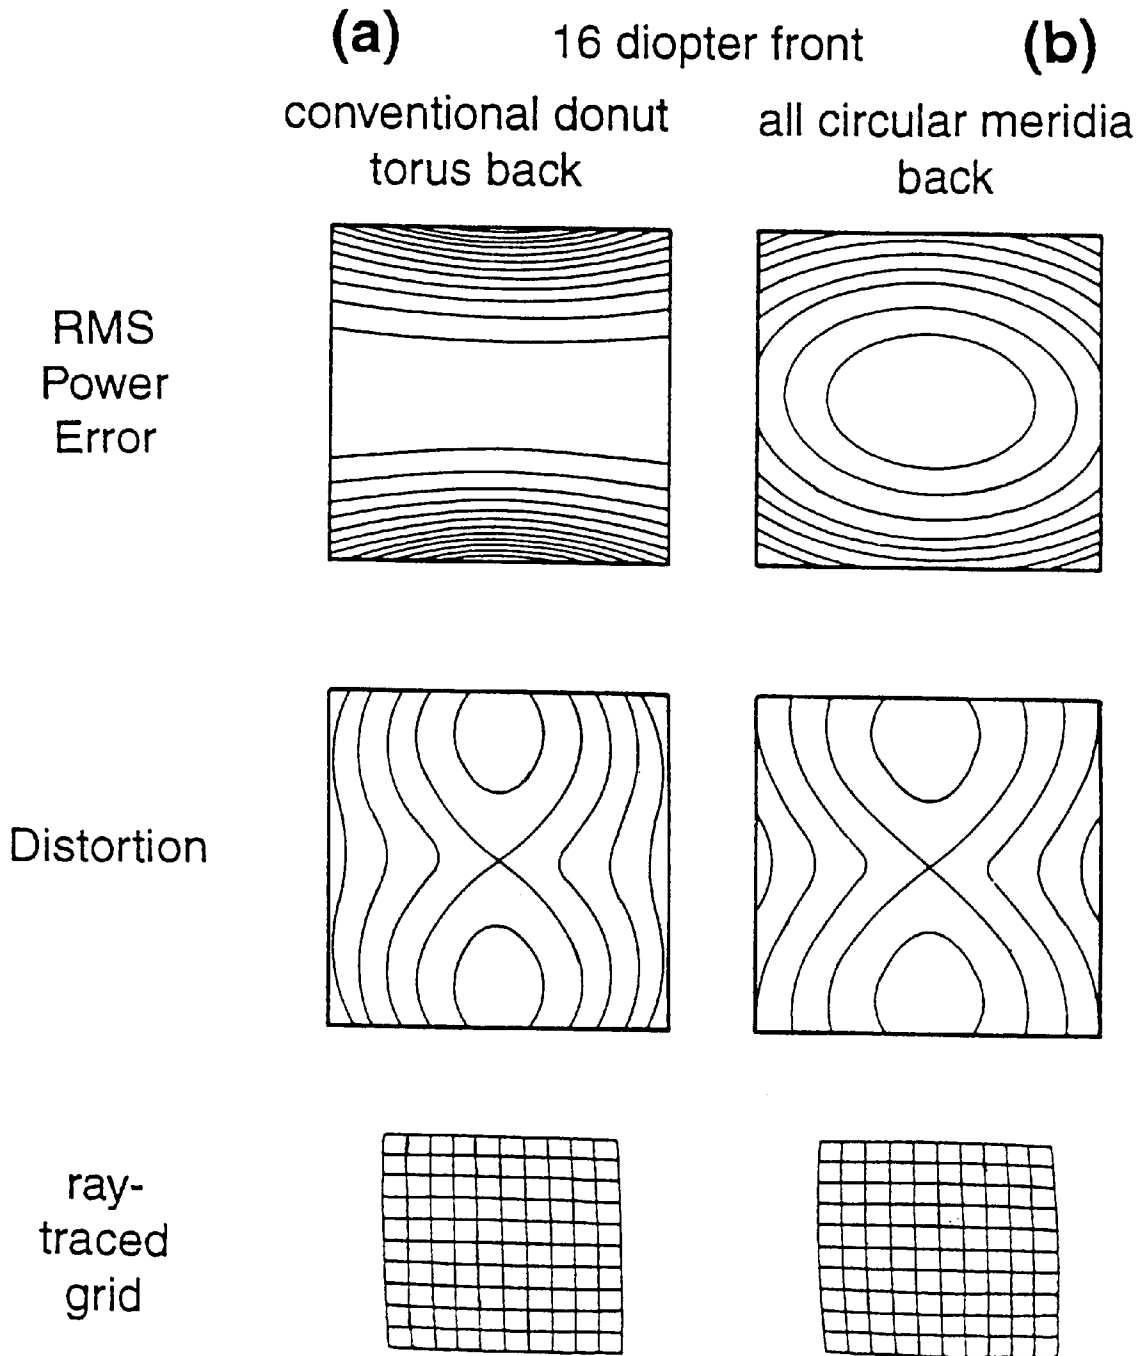 (a) 16 diopter front (b)
conventional donut
torus back
all circular meridia
back
RMS
Power
Error
Distortion
ray-
traced
grid